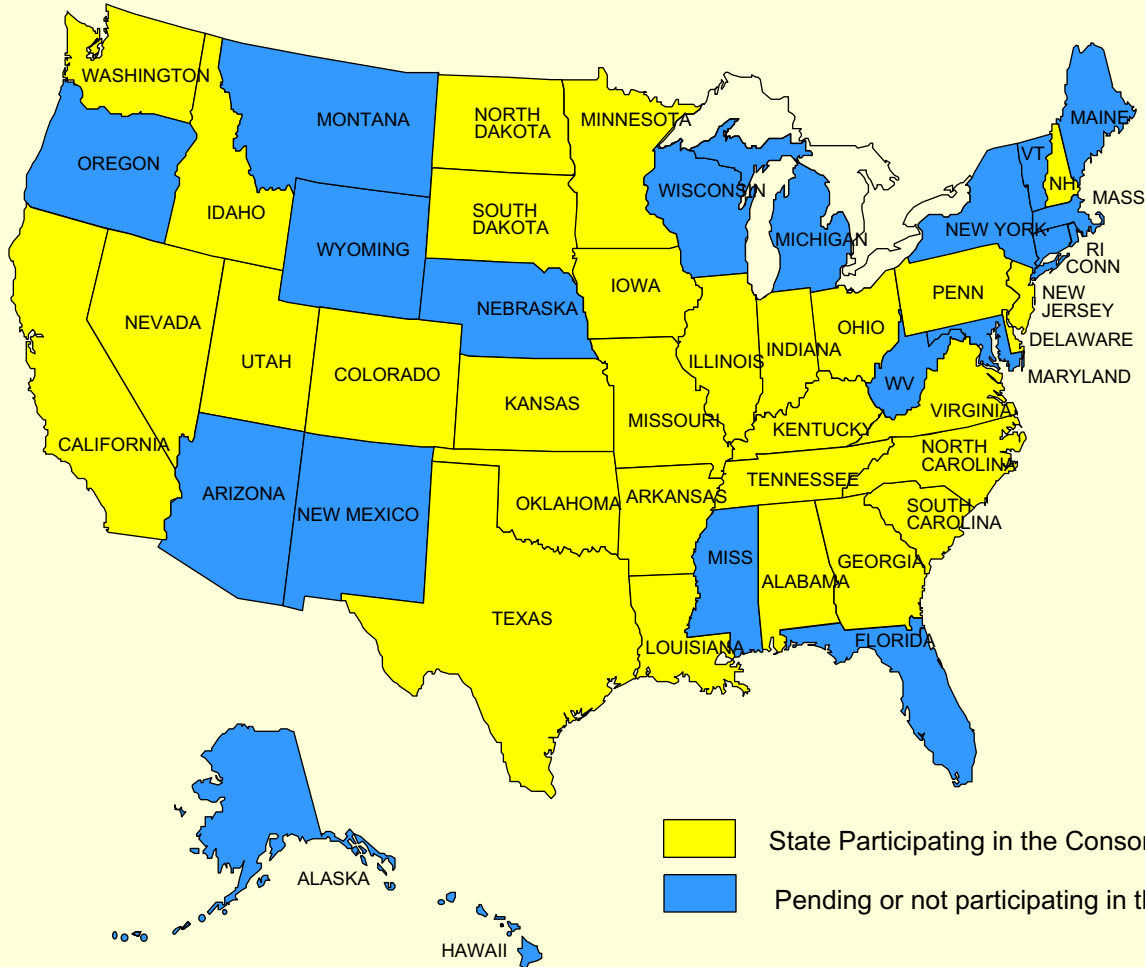 WASHINGTON
MONTANA
NORTH
DAKOTA
MINNESOTA
MAINE
OREGON
VT
IDAHO
WISCONSIN
NH
MASS
SOUTH
DAKOTA
WYOMING
MICHIGAN
NEW YORK
RI
CONN
IOWA
PENN
NEW
JERSEY
NEBRASKA
NEVADA
OHIO
DELAWARE
UTAH
COLORADO
ILLINOIS
INDIANA
MARYLAND
WV
KANSAS
MISSOURI
VIRGINIA
CALIFORNIA
KENTUCKY
NORTH
CAROLINA
TENNESSEE
ARIZONA
NEW MEXICO
OKLAHOMA
ARKANSAS
SOUTH
CAROLINA
MISS
ALABAMA
GEORGIA
TEXAS
LOUISIANA
FLORIDA
State Participating in the Consor
ALASKA
Pending or not participating in th
HAWAII